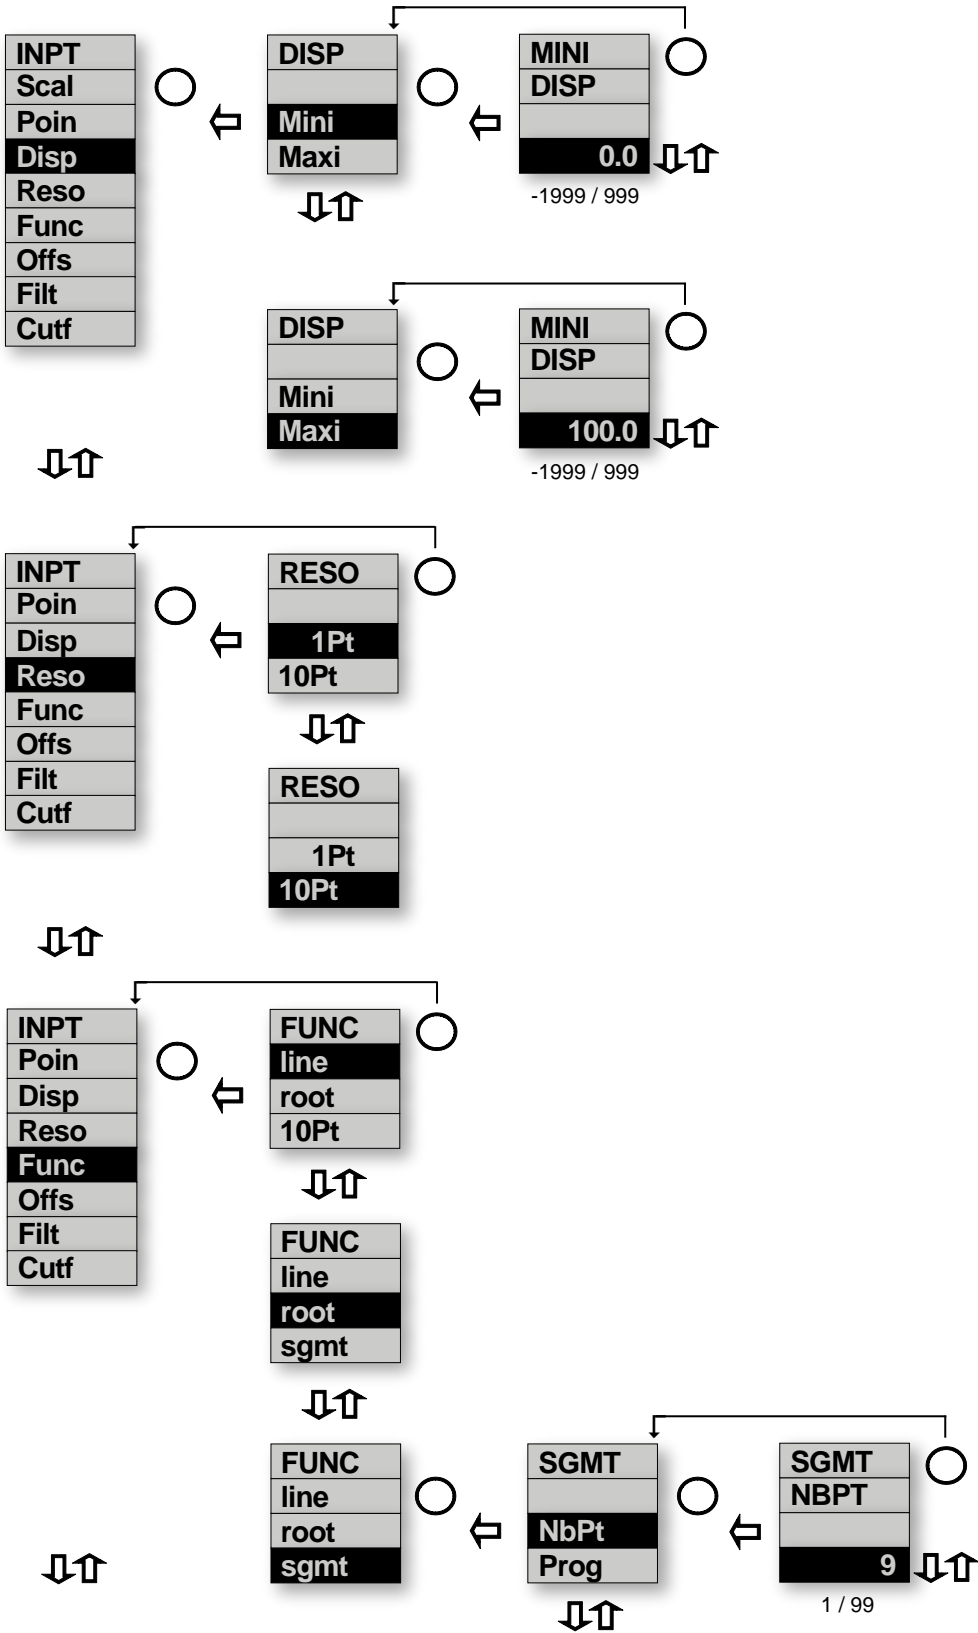 INPT
Scal
Poin
Disp
Reso
Func
Offs
Filt
Cutf
DISP
Mini
Maxi
MINI
DISP
0.0
-1999 / 999
DISP
Mini
Maxi
MINI
DISP
100.0
-1999 / 999
INPT
Poin
Disp
Reso
Func
Offs
Filt
Cutf
RESO
1Pt
10Pt
RESO
1Pt
10Pt
INPT
Poin
Disp
Reso
Func
Offs
Filt
Cutf
FUNC
line
root
10Pt
FUNC
line
root
sgmt
FUNC
line
root
sgmt
SGMT
NbPt
Prog
SGMT
NBPT
9
1 / 99